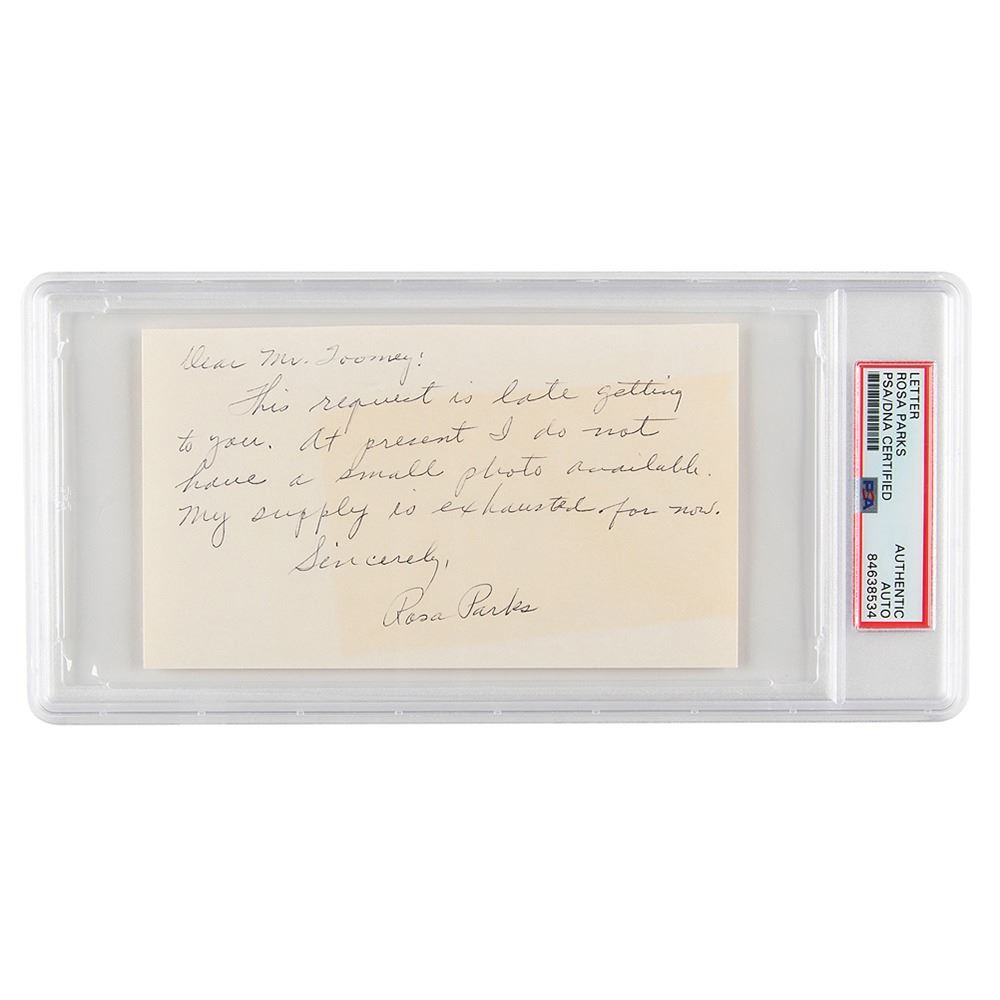 Dear Mr. Toomey:
This request is late getting
to you. At present I do not
have a small photo available.
My supply is exhausted for now.
Sincerely,
Rosa Parks
LETTER
ROSA PARKS
PSA/DNA CERTIFIED
PSA
AUTHENTIC
AUTO
84638534